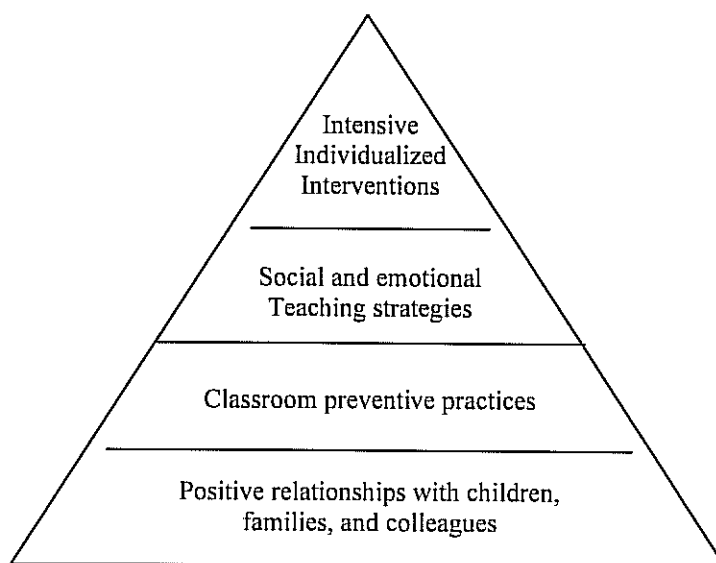 Intensive
Individualized
Interventions
Social and emotional
Teaching strategies
Classroom preventive practices
Positive relationships with children,
families, and colleagues